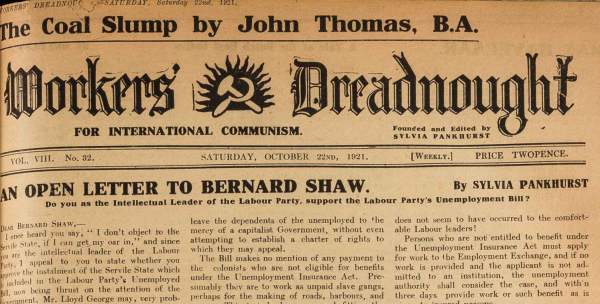 WORKERS' DREADNOUGHT—SATURDAY, Saturday 22nd, 1921.
The Coal Slump by John Thomas, B.A.
Workers' Dreadnought
FOR INTERNATIONAL COMMUNISM.
Founded and Edited by
SYLVIA PANKHURST
VOL. VIII. No. 32.
SATURDAY, OCTOBER 22ND, 1921.
[WEEKLY.]
PRICE TWOPENCE.
AN OPEN LETTER TO BERNARD SHAW.
By SYLVIA PANKHURST
Do you as the Intellectual Leader of the Labour Party, support the Labour Party's Unemployment Bill?
DEAR BERNARD SHAW,—
I once heard you say, " I don't object to the
Servile State, if I can get my oar in," and since
you are the intellectual leader of the Labour
Party, I appeal to you to state whether you
approve the instalment of the Servile State which
is included in the Labour Party's Unemployed
Bill, now being thrust on the attention of the
Government. Mr. Lloyd George may, very prob-
leave the dependents of the unemployed to the
mercy of a capitalist Government, without even
attempting to establish a charter of rights to
which they may appeal.
The Bill makes no mention of any payment to
the colonists who are not eligible for benefits
under the Unemployment Insurance Act. Pre-
sumably they are to work as unpaid slave gangs,
perhaps for the making of roads, harbours, and
does not seem to have occurred to the comfort-
able Labour leaders!
Persons who are not entitled to benefit under
the Unemployment Insurance Act must apply
for work to the Employment Exchange, and if no
work is provided and the applicant is not ad-
mitted to an institution, the unemployment
authority shall consider the case, and with n
three days provide work or such benefit as is